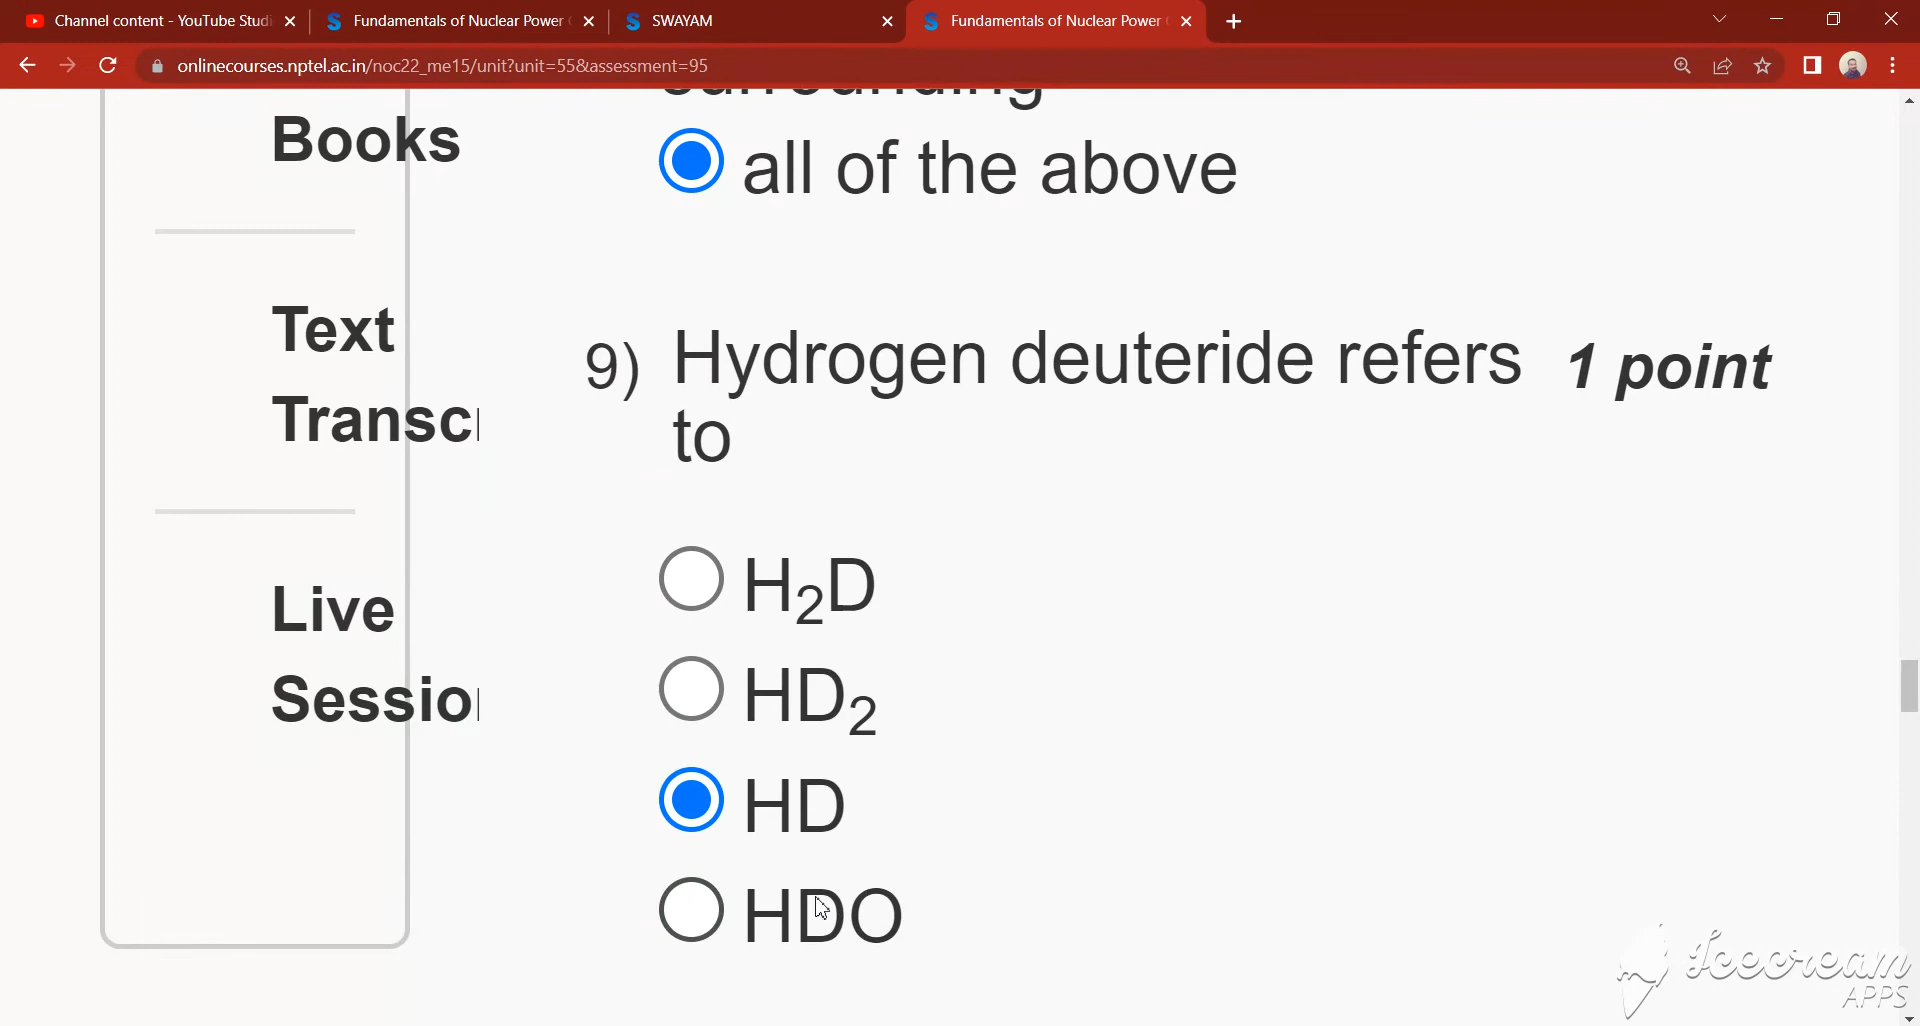 Channel content - YouTube Studi
Fundamentals of Nuclear Power
SWAYAM
Fundamentals of Nuclear Power
onlinecourses.nptel.ac.in/noc22_me15/unit?unit=55&assessment=95
surrounding
Books
all of the above
Text
Transc
9) Hydrogen deuteride refers 1 point
to
Live
Sessio
H₂D
HD₂
HD
HDO
Icecream
APPS